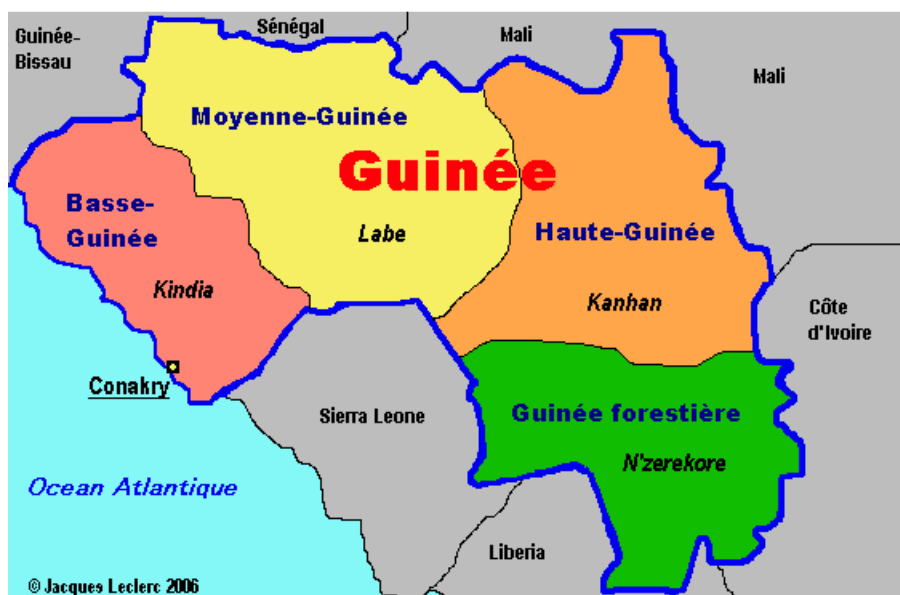 Guinée-
Bissau
Sénégal
Mali
Mali
Moyenne-Guinée
Guinée
Basse-
Guinée
Labe
Haute-Guinée
Kindia
Kanhan
Côte
d'Ivoire
Conakry
Sierra Leone
Guinée forestière
N'zerekore
Ocean Atlantique
Liberia
© Jacques Leclerc 2006